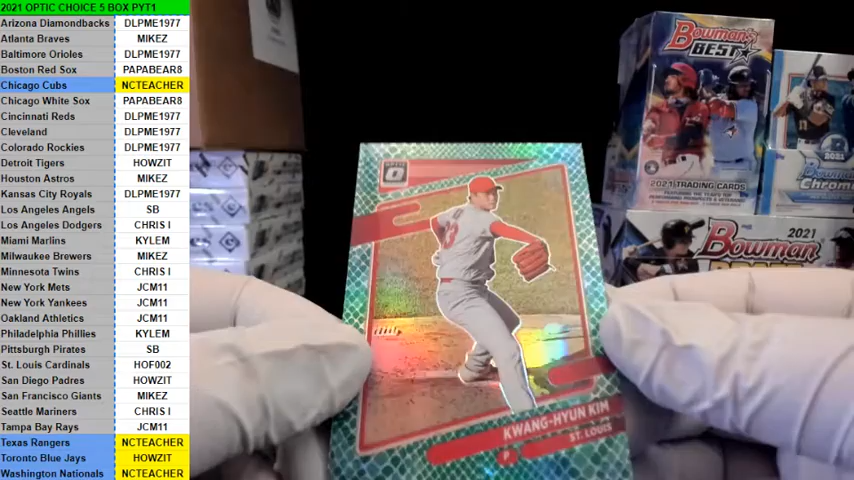 2021 OPTIC CHOICE 5 BOX PYT1
Arizona Diamondbacks DLPME1977
Atlanta Braves MIKEZ
Baltimore Orioles DLPME1977
Boston Red Sox PAPABEAR8
Chicago Cubs NCTEACHER
Chicago White Sox PAPABEAR8
Cincinnati Reds DLPME1977
Cleveland DLPME1977
Colorado Rockies DLPME1977
Detroit Tigers HOWZIT
Houston Astros MIKEZ
Kansas City Royals DLPME1977
Los Angeles Angels SB
Los Angeles Dodgers CHRIS I
Miami Marlins KYLEM
Milwaukee Brewers MIKEZ
Minnesota Twins CHRIS I
New York Mets JCM11
New York Yankees JCM11
Oakland Athletics JCM11
Philadelphia Phillies KYLEM
Pittsburgh Pirates SB
St. Louis Cardinals HOF002
San Diego Padres HOWZIT
San Francisco Giants MIKEZ
Seattle Mariners CHRIS I
Tampa Bay Rays JCM11
Texas Rangers NCTEACHER
Toronto Blue Jays HOWZIT
Washington Nationals NCTEACHER
OPTIC
33
KWANG-HYUN KIM
P ST. LOUIS
Bowman's
BEST
2021 TRADING CARDS
2021
Bowman
Chrome
2021
Bowman